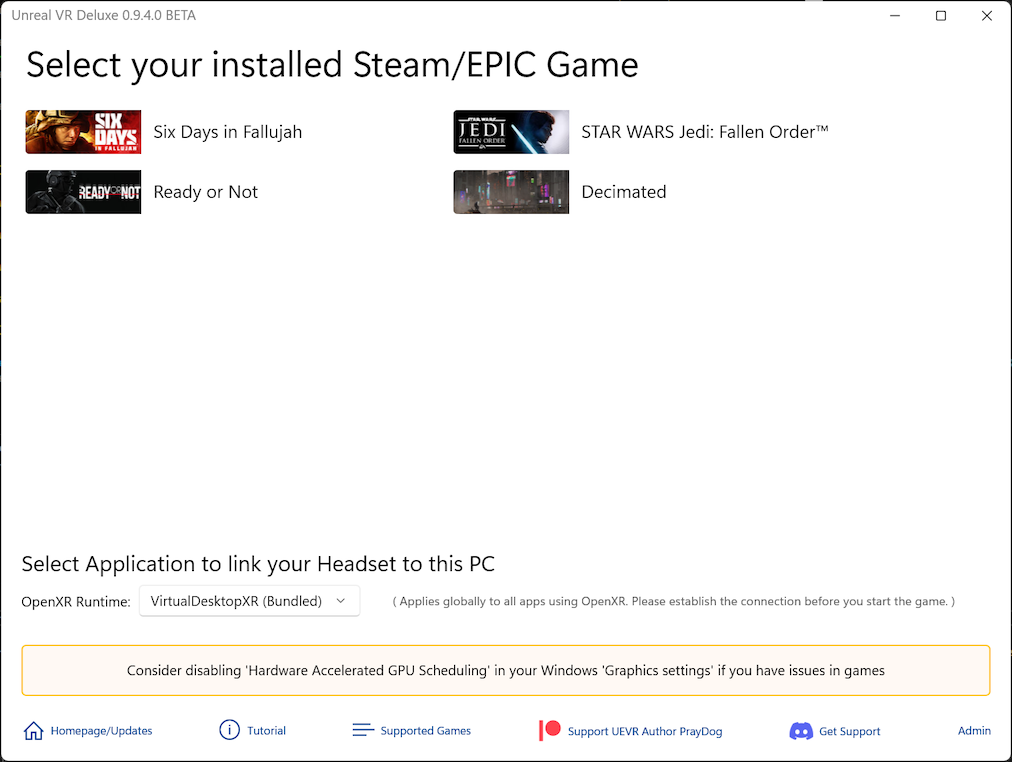 Unreal VR Deluxe 0.9.4.0 BETA
Select your installed Steam/EPIC Game
SIX
DAYS
IN FALLUJAH
Six Days in Fallujah
STAR WARS
JEDI
FALLEN ORDER
STAR WARS Jedi: Fallen Order™
READY OR NOT
Ready or Not
Decimated
Select Application to link your Headset to this PC
OpenXR Runtime: VirtualDesktopXR (Bundled) ( Applies globally to all apps using OpenXR. Please establish the connection before you start the game. )
Consider disabling 'Hardware Accelerated GPU Scheduling' in your Windows 'Graphics settings' if you have issues in games
Homepage/Updates Tutorial Supported Games Support UEVR Author PrayDog Get Support Admin